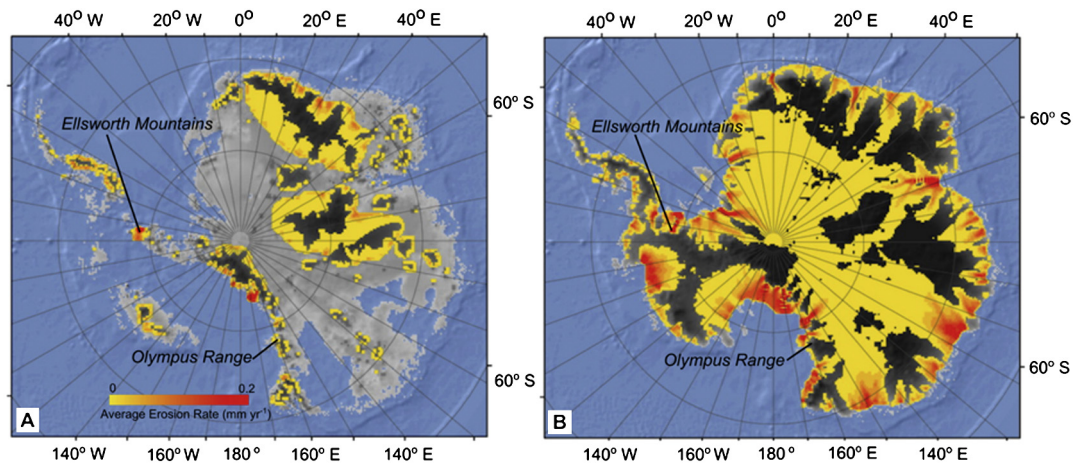 40° W 20° W 0° 20° E 40° E
60° S
Ellsworth Mountains
Olympus Range
0 0.2
Average Erosion Rate (mm yr⁻¹)
A
60° S
140° W 160° W 180° 160° E 140° E
40° W 20° W 0° 20° E 40° E
60° S
Ellsworth Mountains
Olympus Range
B
60° S
140° W 160° W 180° 160° E 140° E